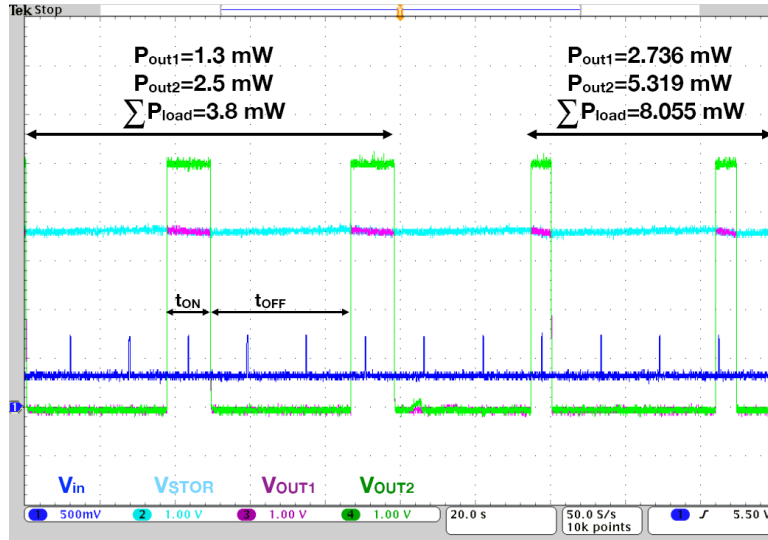 Tek Stop
Pout1=1.3 mW
Pout2=2.5 mW
∑Pload=3.8 mW
Pout1=2.736 mW
Pout2=5.319 mW
∑Pload=8.055 mW
tON
tOFF
1
Vin VSTOR VOUT1 VOUT2
1 500mV 2 1.00 V 3 1.00 V 4 1.00 V 20.0 s 50.0 S/s 1 5.50 V
10k points